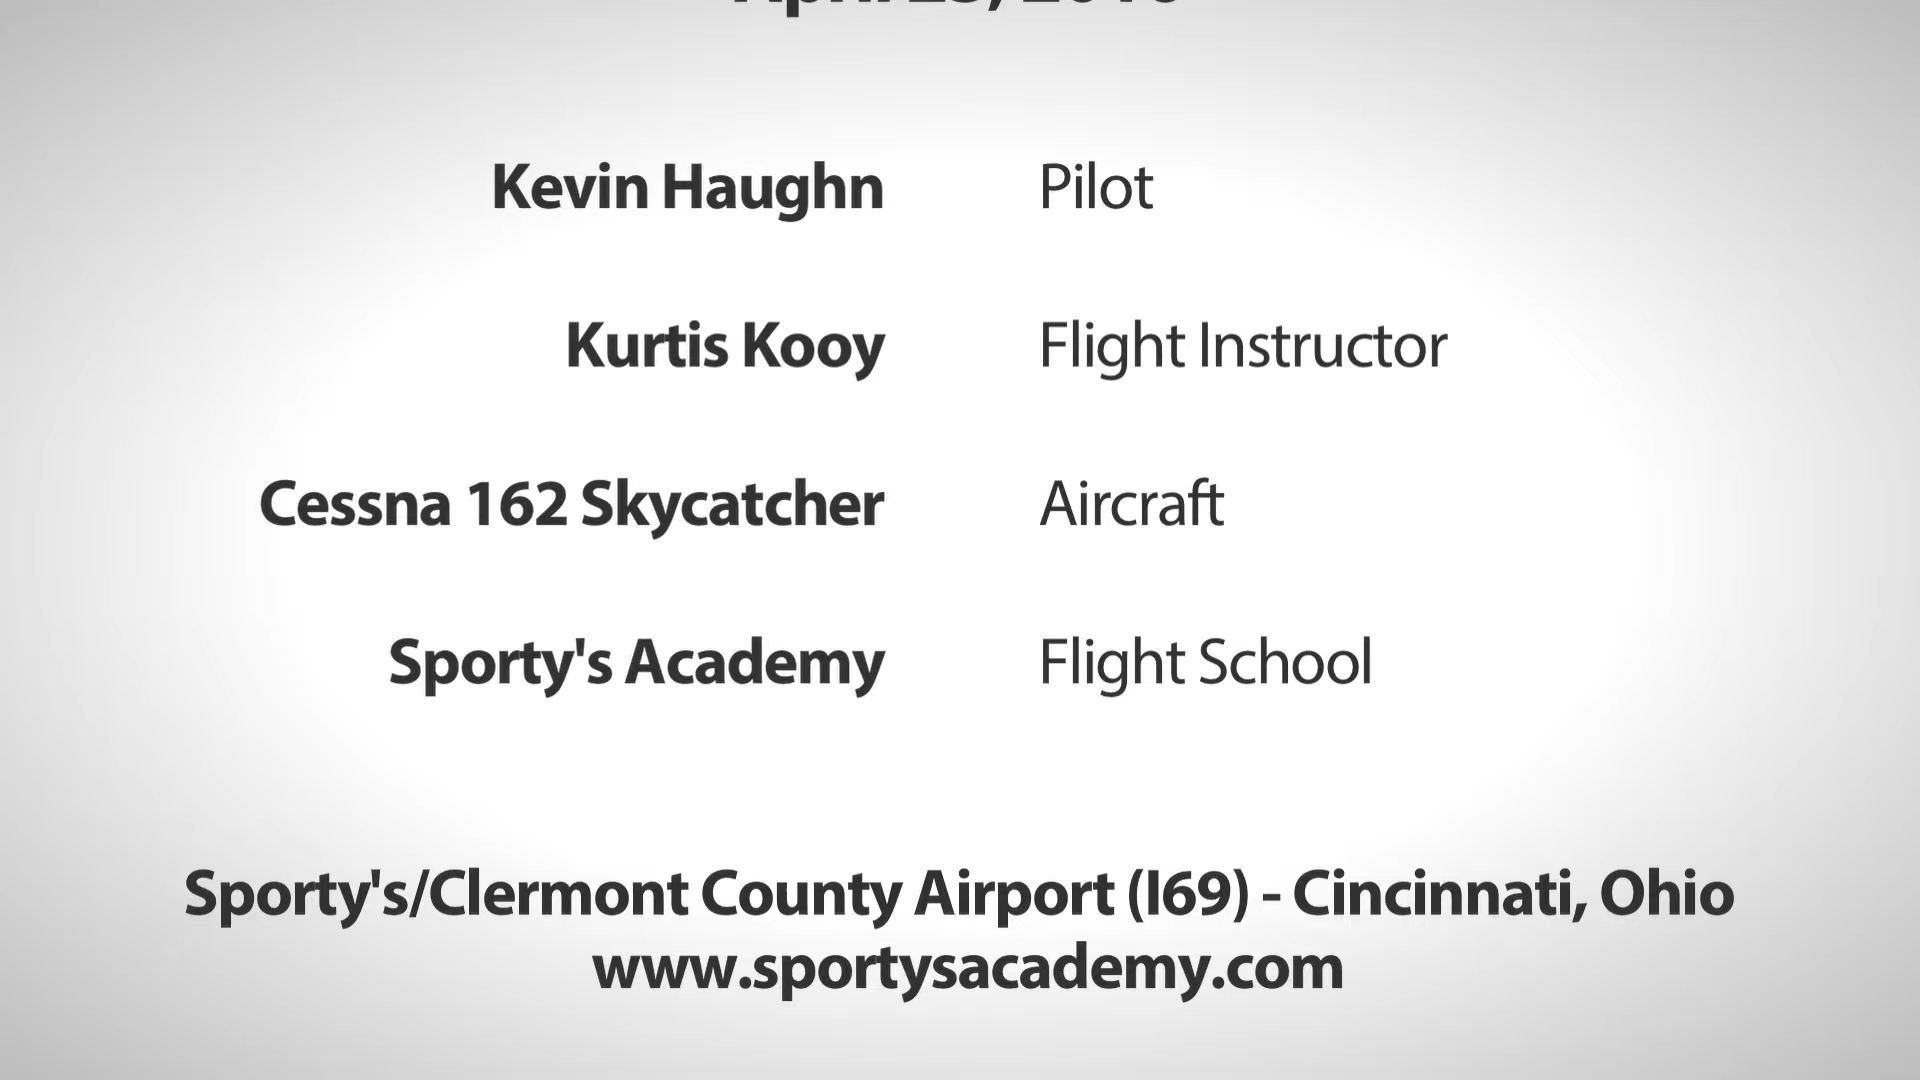 Kevin Haughn Pilot
Kurtis Kooy Flight Instructor
Cessna 162 Skycatcher Aircraft
Sporty's Academy Flight School
Sporty's/Clermont County Airport (I69) - Cincinnati, Ohio
www.sportysacademy.com